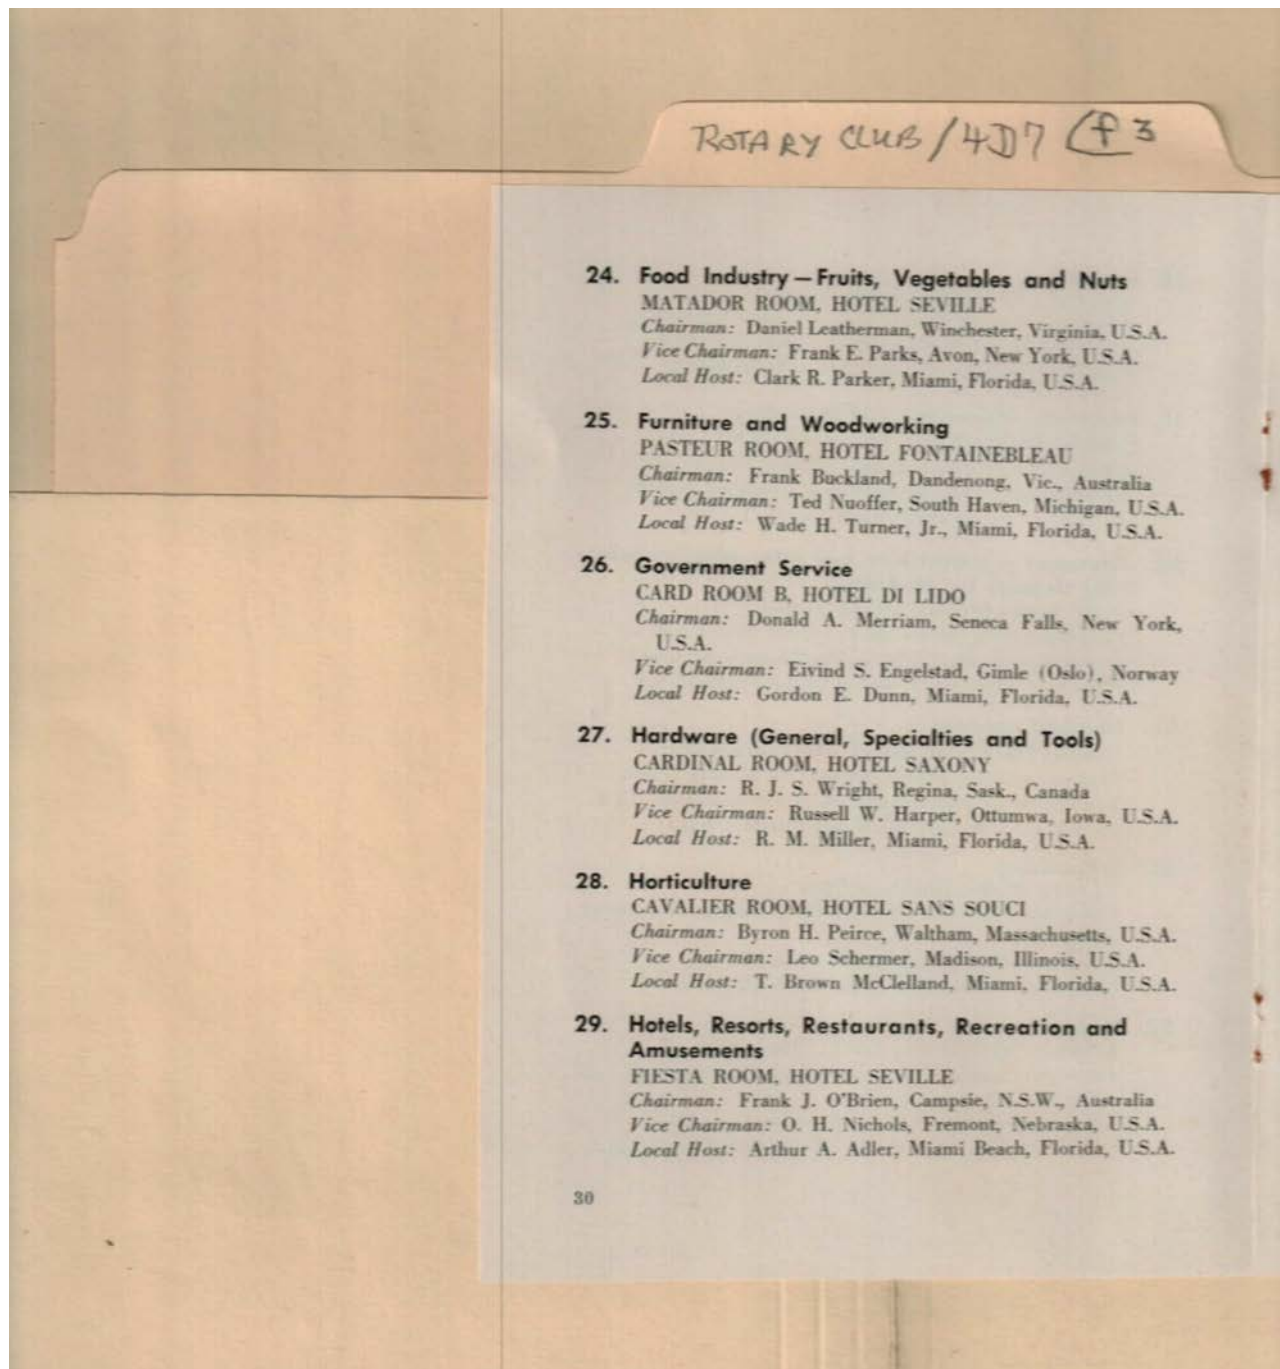 ROTARY CLUB / 4D7 f 3
24. Food Industry — Fruits, Vegetables and Nuts
MATADOR ROOM, HOTEL SEVILLE
Chairman: Daniel Leatherman, Winchester, Virginia, U.S.A.
Vice Chairman: Frank E. Parks, Avon, New York, U.S.A.
Local Host: Clark R. Parker, Miami, Florida, U.S.A.
25. Furniture and Woodworking
PASTEUR ROOM, HOTEL FONTAINEBLEAU
Chairman: Frank Buckland, Dandenong, Vic., Australia
Vice Chairman: Ted Nuoffer, South Haven, Michigan, U.S.A.
Local Host: Wade H. Turner, Jr., Miami, Florida, U.S.A.
26. Government Service
CARD ROOM B, HOTEL DI LIDO
Chairman: Donald A. Merriam, Seneca Falls, New York,
U.S.A.
Vice Chairman: Eivind S. Engelstad, Gimle (Oslo), Norway
Local Host: Gordon E. Dunn, Miami, Florida, U.S.A.
27. Hardware (General, Specialties and Tools)
CARDINAL ROOM, HOTEL SAXONY
Chairman: R. J. S. Wright, Regina, Sask., Canada
Vice Chairman: Russell W. Harper, Ottumwa, Iowa, U.S.A.
Local Host: R. M. Miller, Miami, Florida, U.S.A.
28. Horticulture
CAVALIER ROOM, HOTEL SANS SOUCI
Chairman: Byron H. Peirce, Waltham, Massachusetts, U.S.A.
Vice Chairman: Leo Schermer, Madison, Illinois, U.S.A.
Local Host: T. Brown McClelland, Miami, Florida, U.S.A.
29. Hotels, Resorts, Restaurants, Recreation and
Amusements
FIESTA ROOM, HOTEL SEVILLE
Chairman: Frank J. O'Brien, Campsie, N.S.W., Australia
Vice Chairman: O. H. Nichols, Fremont, Nebraska, U.S.A.
Local Host: Arthur A. Adler, Miami Beach, Florida, U.S.A.
30